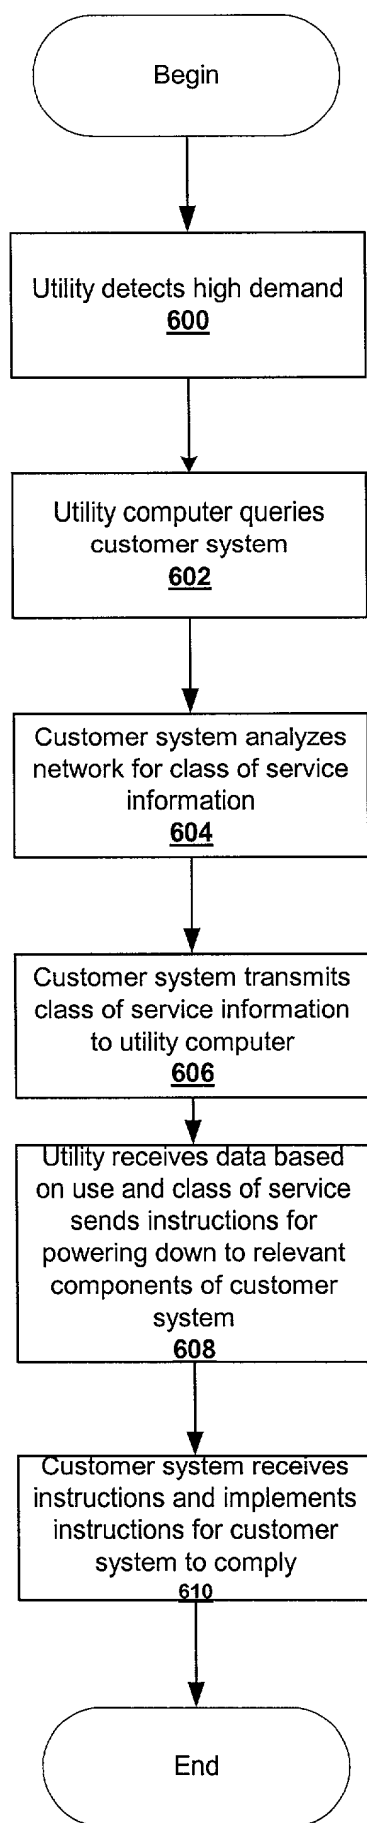 Begin
Utility detects high demand
600
Utility computer queries
customer system
602
Customer system analyzes
network for class of service
information
604
Customer system transmits
class of service information
to utility computer
606
Utility receives data based
on use and class of service
sends instructions for
powering down to relevant
components of customer
system
608
Customer system receives
instructions and implements
instructions for customer
system to comply
610
End